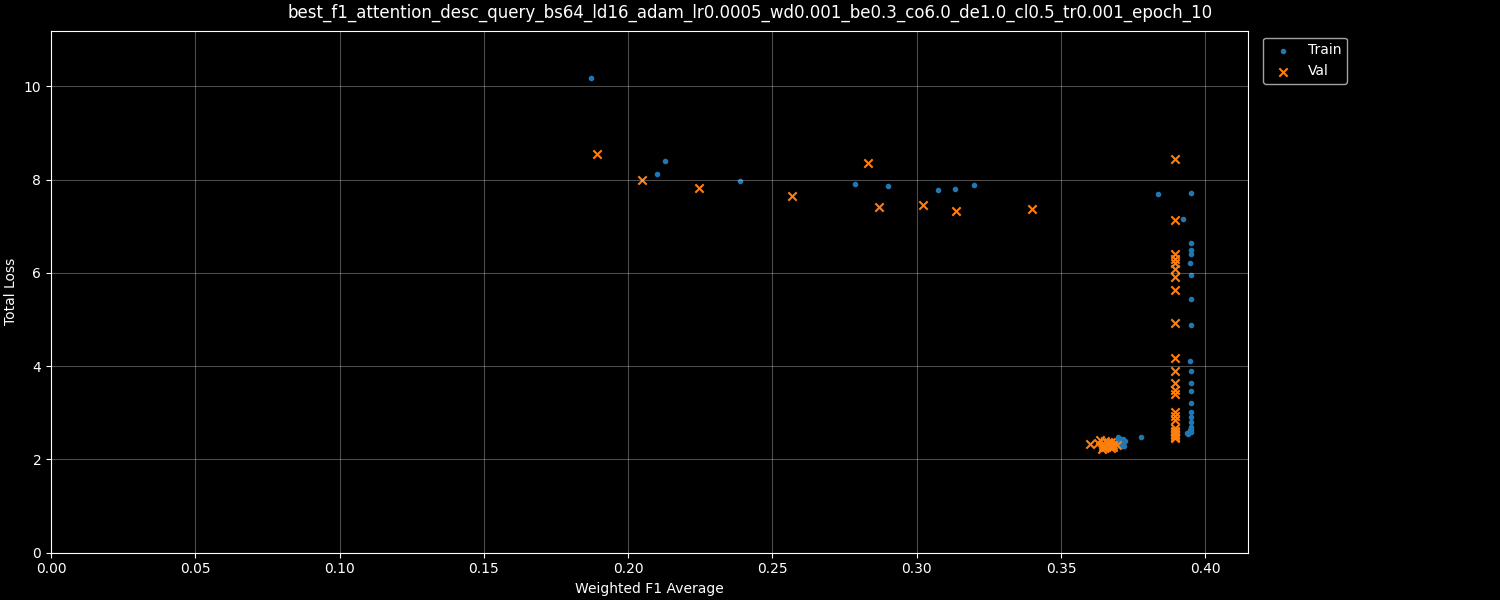 best_f1_attention_desc_query_bs64_ld16_adam_lr0.0005_wd0.001_be0.3_co6.0_de1.0_cl0.5_tr0.001_epoch_10
Train
Val
Total Loss
10
8
6
4
2
0
0.00 0.05 0.10 0.15 0.20 0.25 0.30 0.35 0.40
Weighted F1 Average